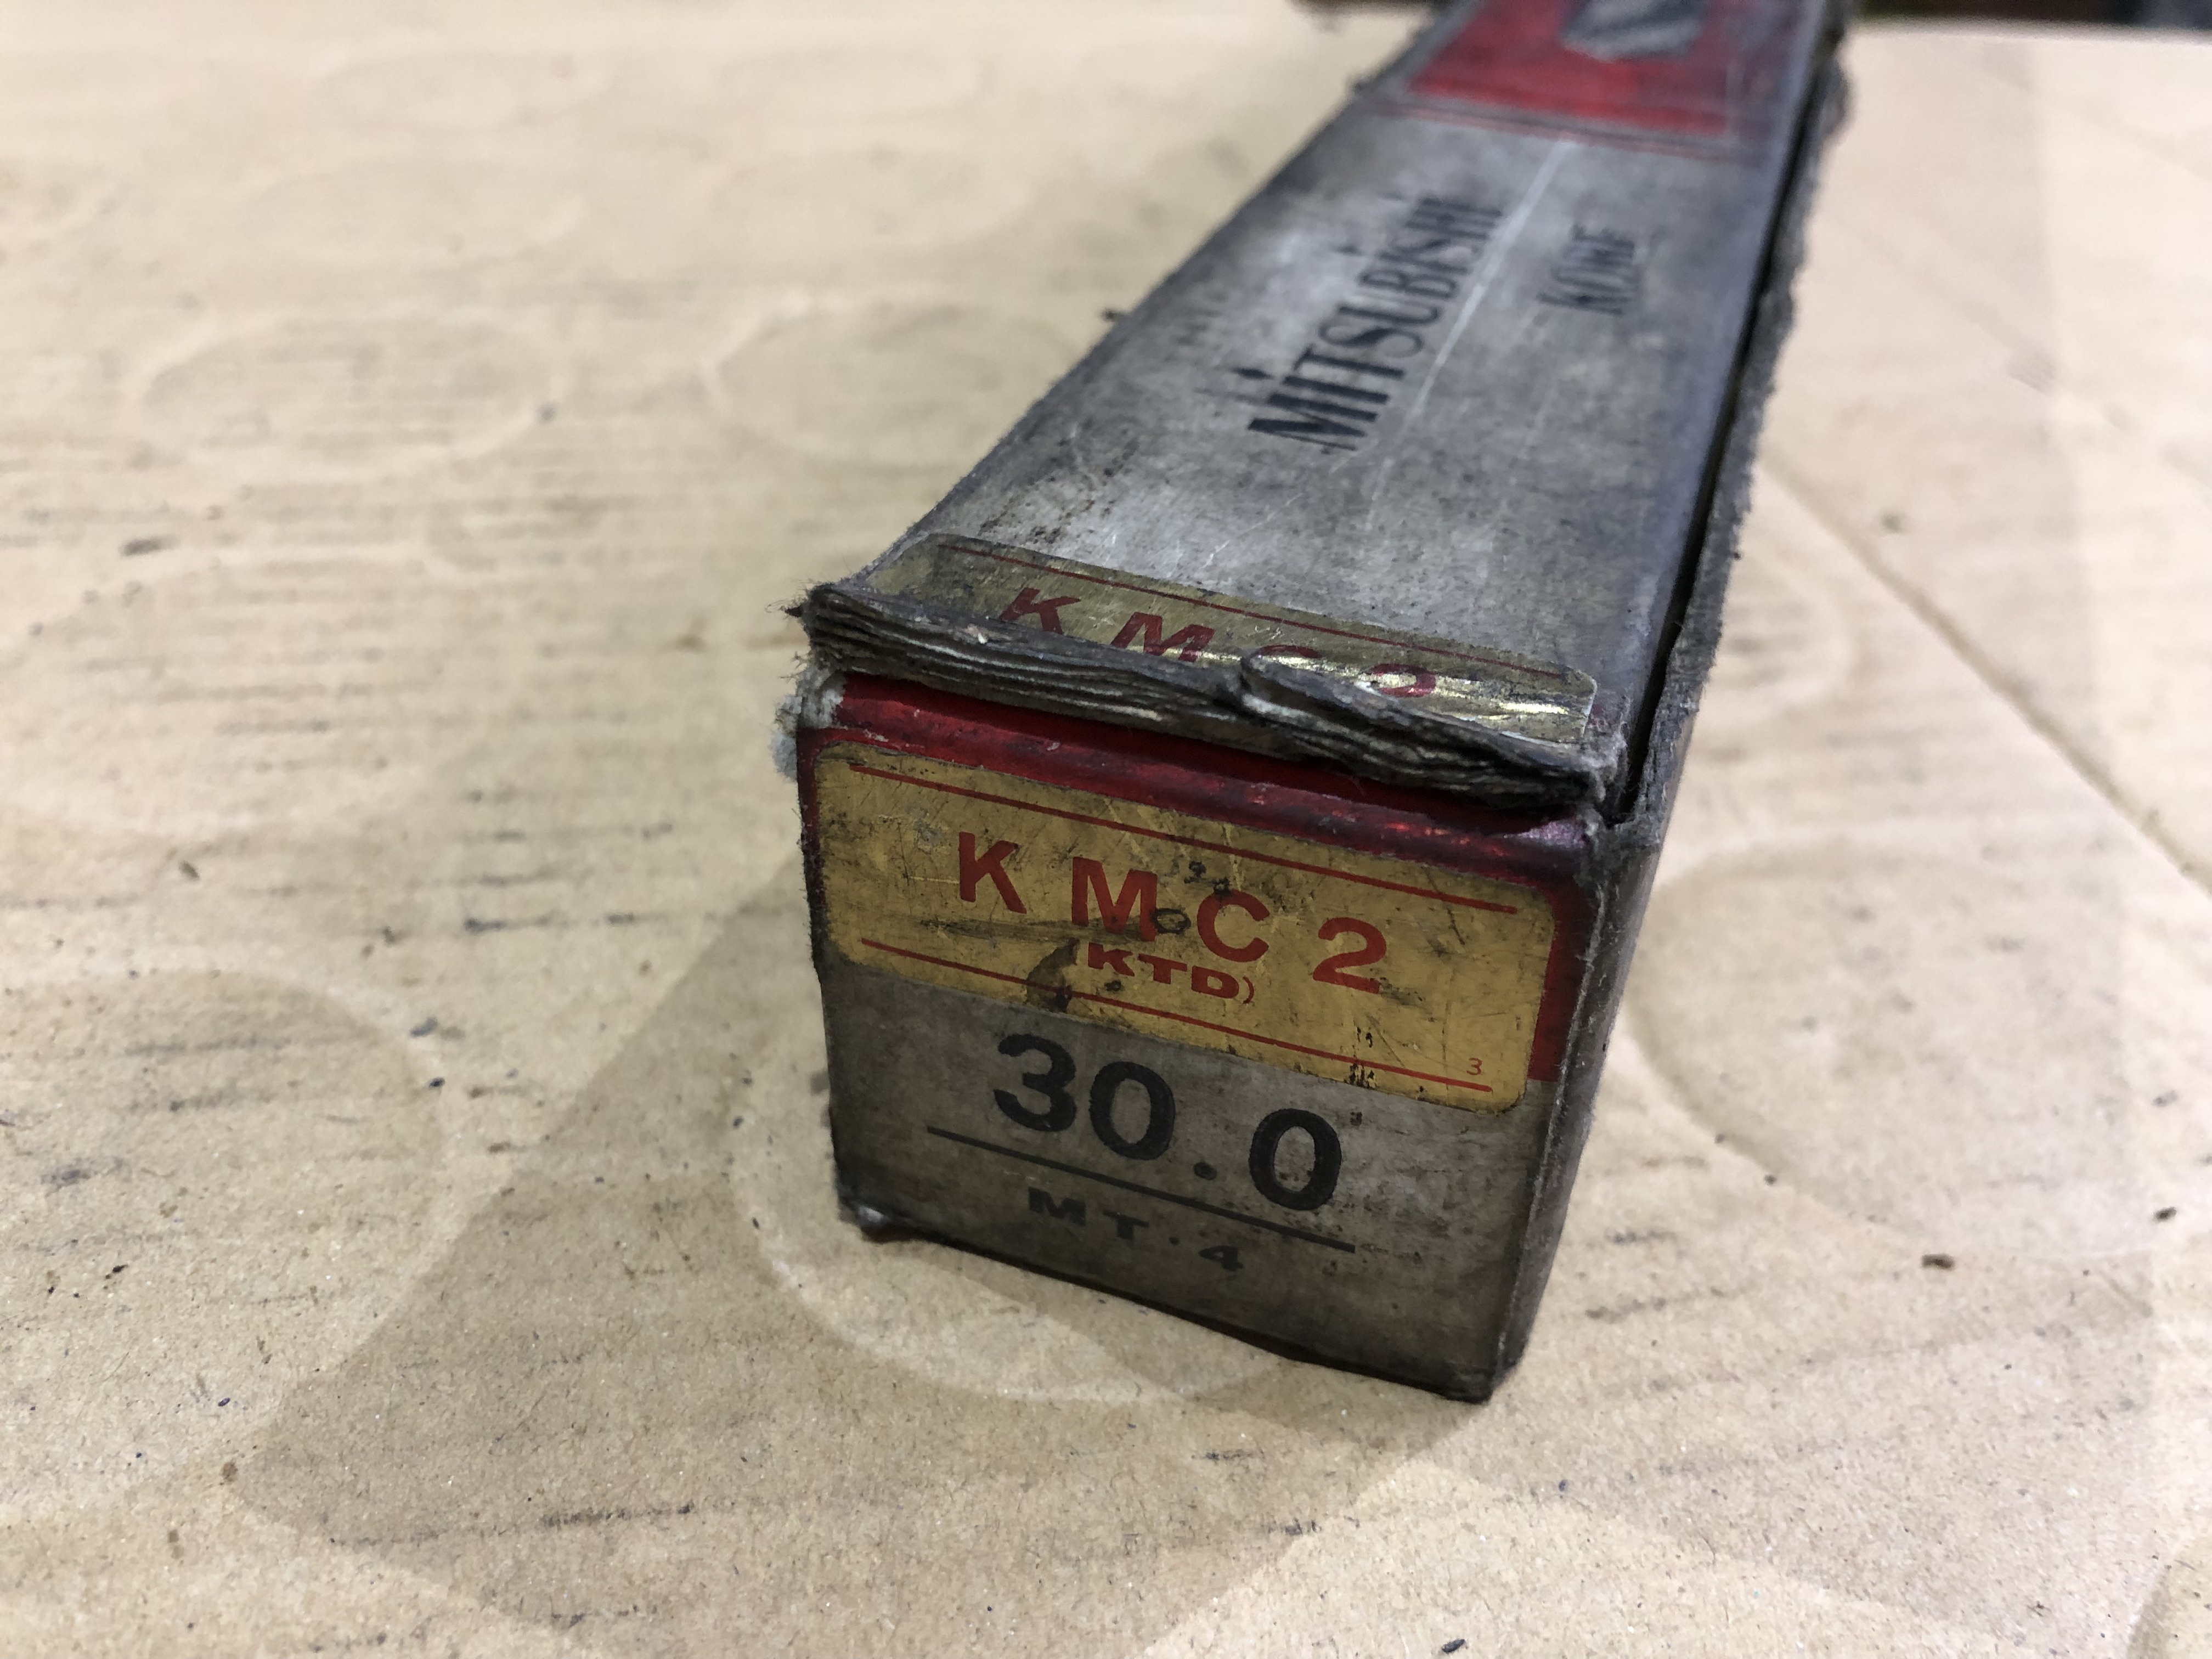 MITSUBISHI
KMC2
KMC2
(KTD)
3
30.0
MT.4